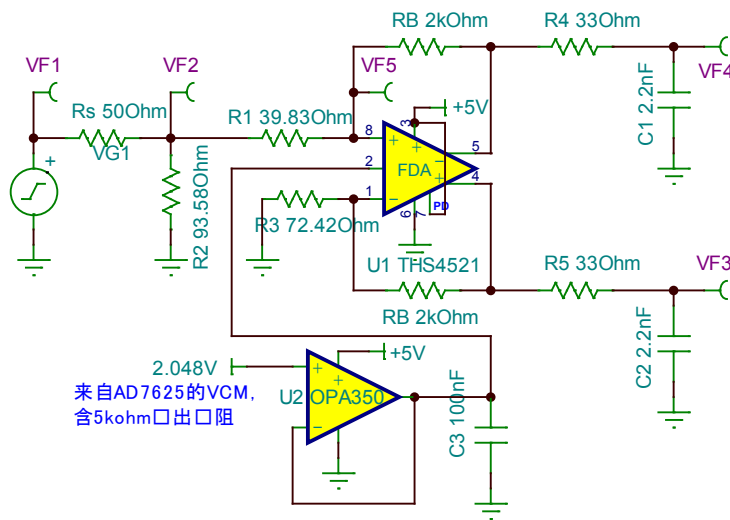 RB 2kOhm
R4 33Ohm
VF1
VF2
VF5
VF4
Rs 50Ohm
R1 39.83Ohm
+5V
C1 2.2nF
VG1
+
8
2
1
3
5
4
6
7
+
−
−
+
FDA
PD
R2 93.58Ohm
R3 72.42Ohm
U1 THS4521
R5 33Ohm
VF3
RB 2kOhm
C2 2.2nF
2.048V
+5V
+
+
−
U2 OPA350
C3 100nF
来自AD7625的VCM,
含5kohm口出口阻